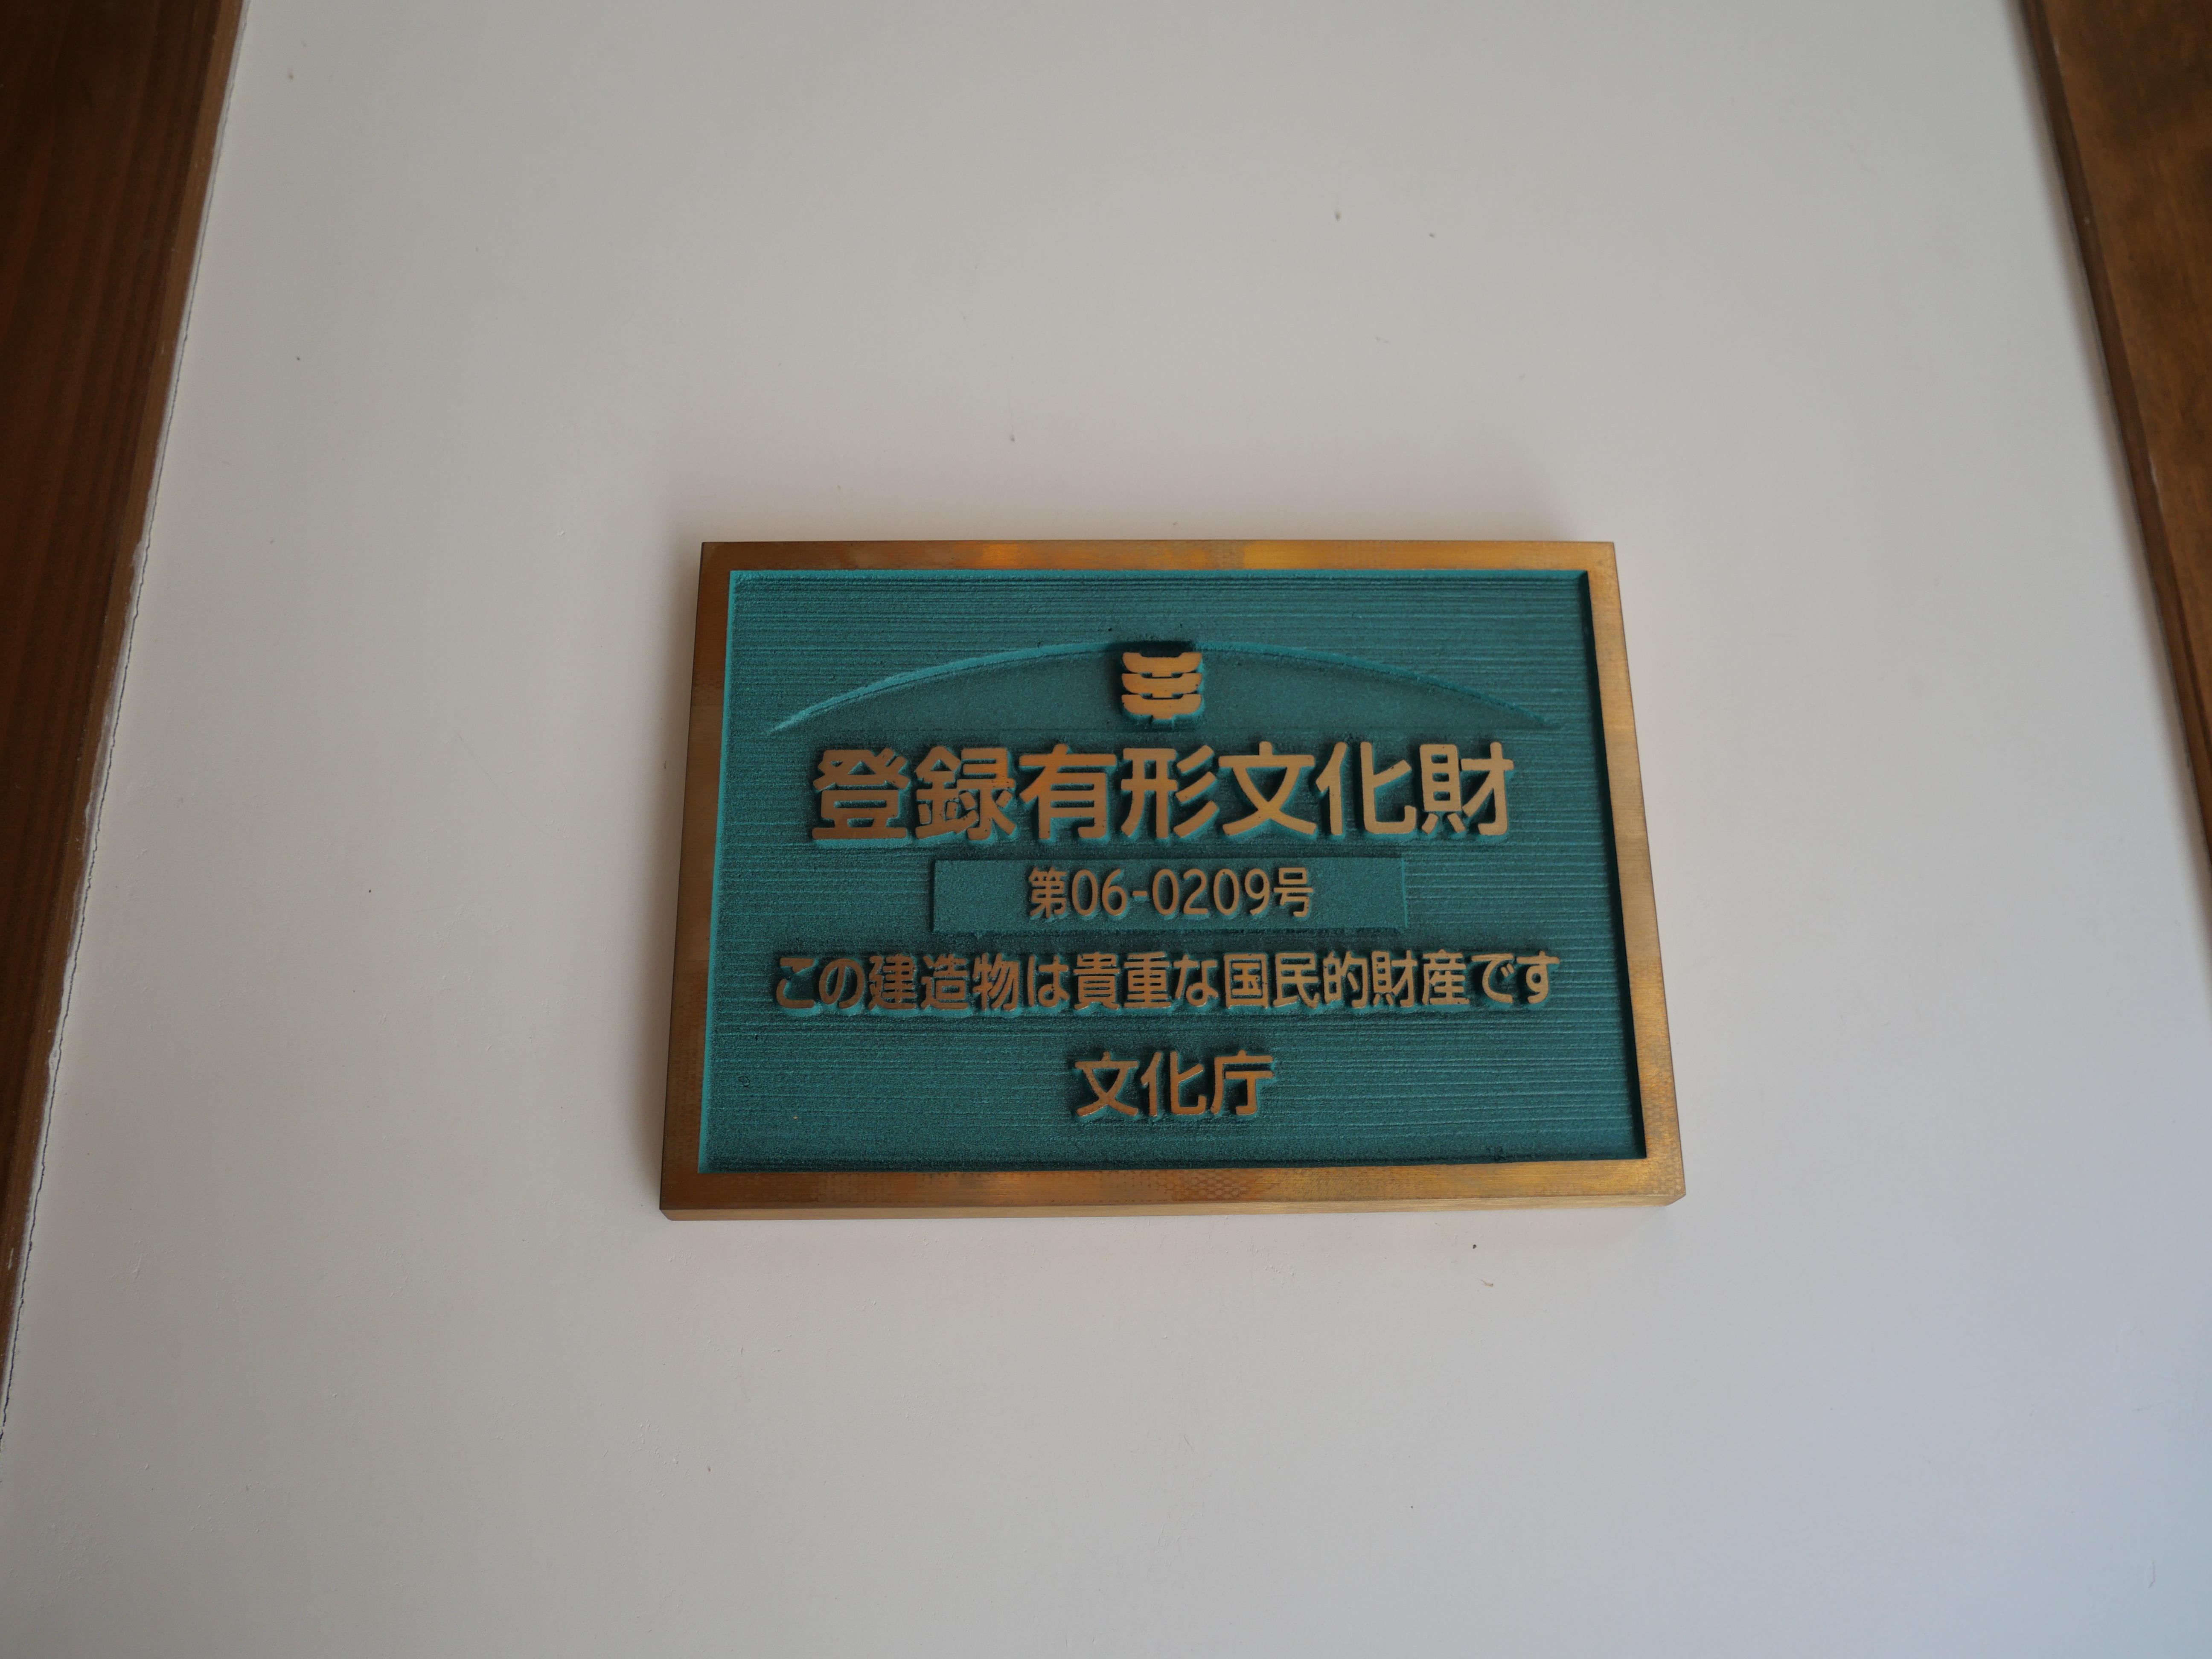 登録有形文化財
第06-0209号
この建造物は貴重な国民的財産です
文化庁